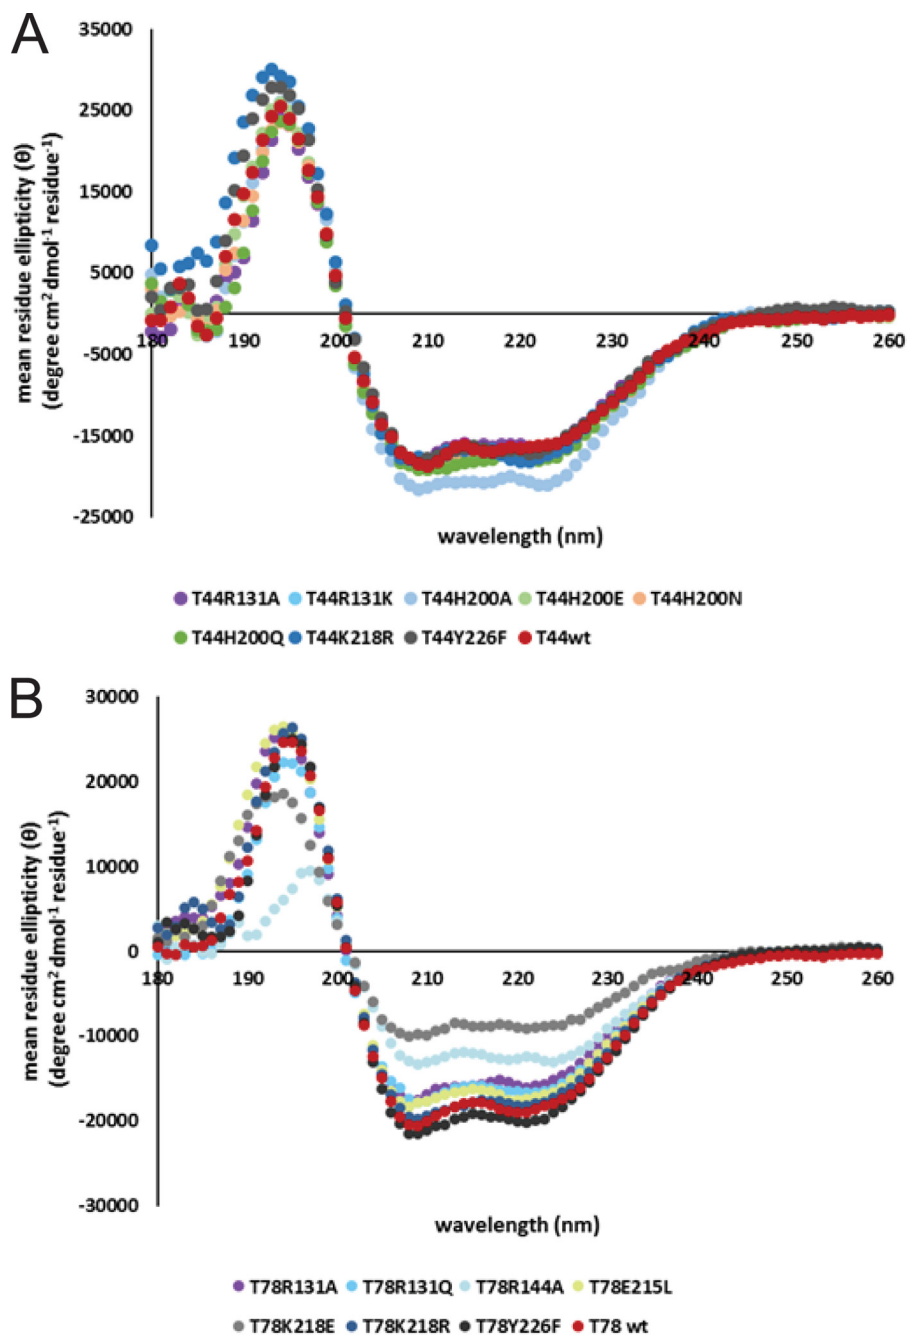 A
35000
25000
15000
5000
-5000
-15000
-25000
180 190 200 210 220 230 240 250 260
mean residue ellipticity (θ)
(degree cm2 dmol-1 residue-1)
wavelength (nm)
T44R131A T44R131K T44H200A T44H200E T44H200N
T44H200Q T44K218R T44Y226F T44wt
B
30000
20000
10000
0
-10000
-20000
-30000
180 190 200 210 220 230 240 250 260
mean residue ellipticity (θ)
(degree cm2 dmol-1 residue-1)
wavelength (nm)
T78R131A T78R131Q T78R144A T78E215L
T78K218E T78K218R T78Y226F T78 wt